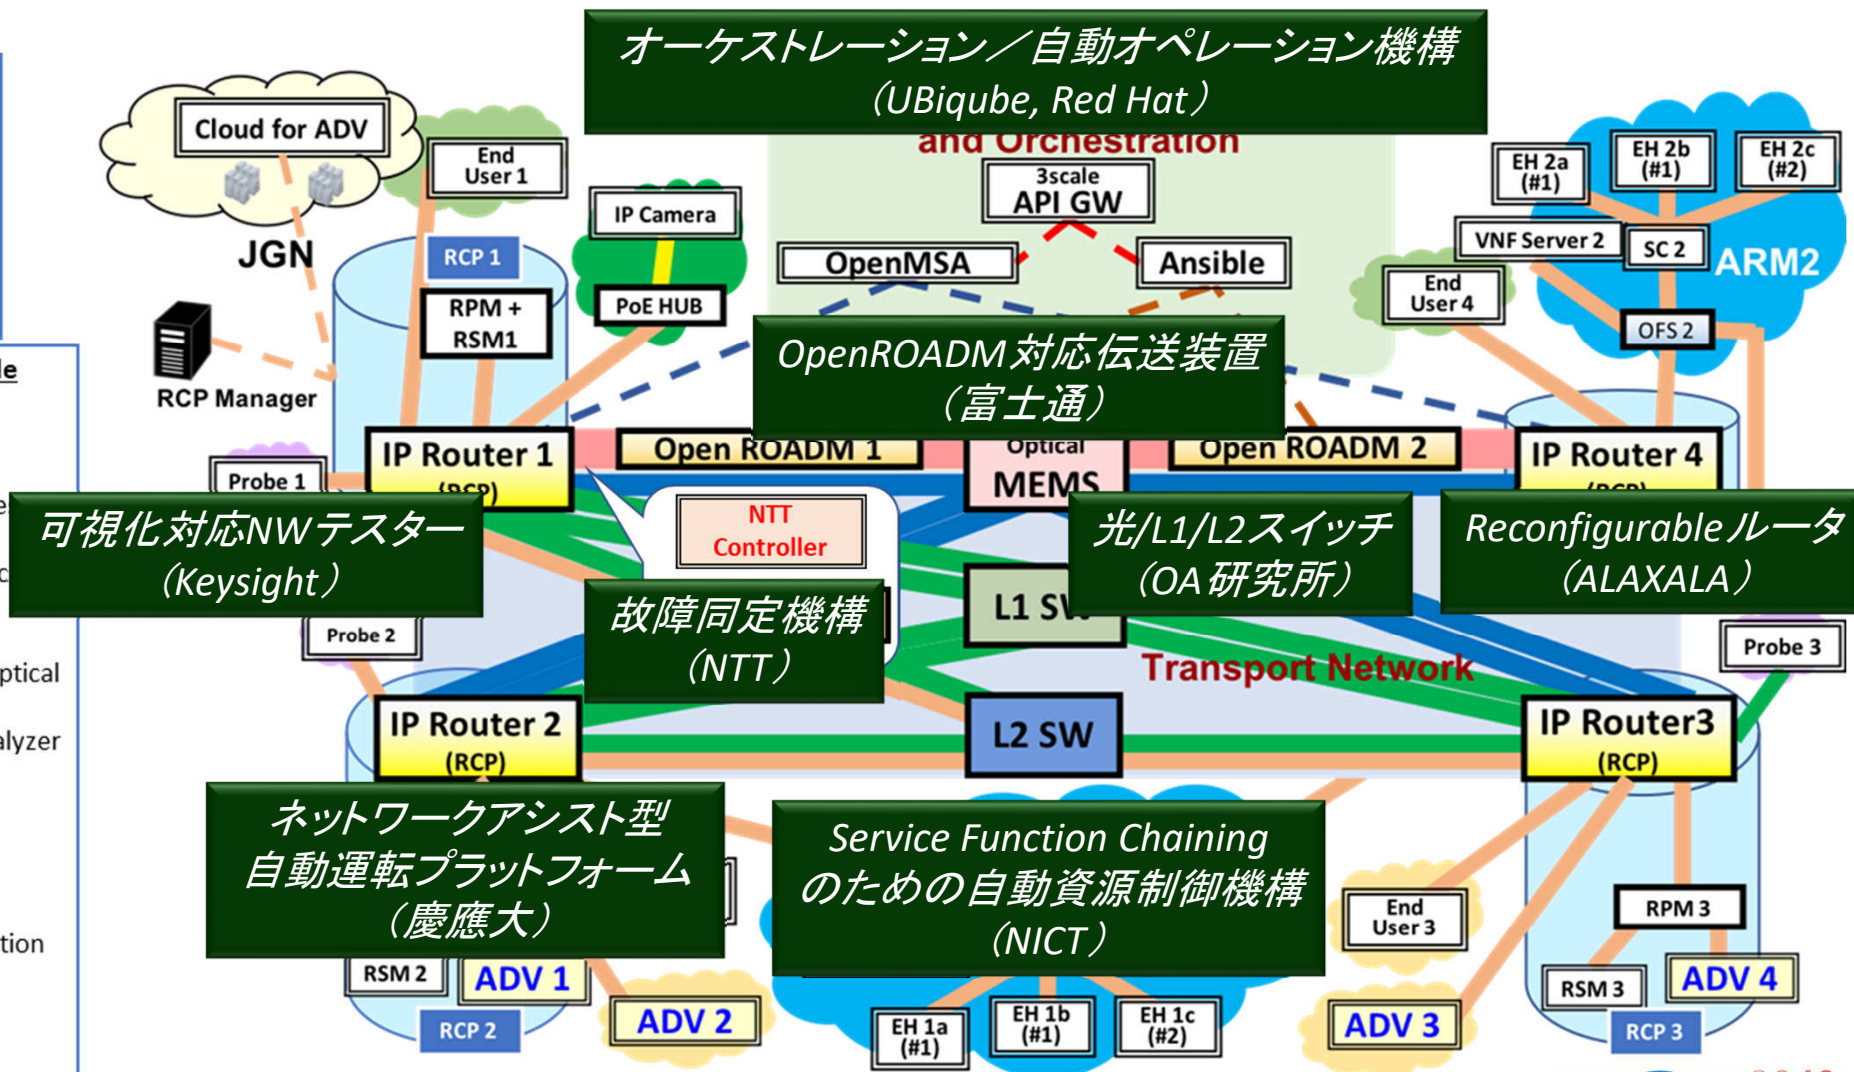 オーケストレーション／自動オペレーション機構
（UBiqube, Red Hat）
and Orchestration
Cloud for ADV
End
User 1
JGN
RCP 1
IP Camera
PoE HUB
RPM +
RSM1
RCP Manager
3scale
API GW
OpenMSA
Ansible
EH 2a
(#1)
EH 2b
(#1)
EH 2c
(#2)
VNF Server 2
SC 2
ARM2
End
User 4
OFS 2
OpenROADM対応伝送装置
（富士通）
IP Router 1
(RCP)
Open ROADM 1
Optical
MEMS
Open ROADM 2
IP Router 4
(RCP)
Probe 1
可視化対応NWテスター
（Keysight）
NTT
Controller
光/L1/L2スイッチ
（OA研究所）
Reconfigurableルータ
（ALAXALA）
故障同定機構
（NTT）
L1 SW
Probe 2
Probe 3
Transport Network
ptical
alyzer
tion
IP Router 2
(RCP)
L2 SW
IP Router3
(RCP)
ネットワークアシスト型
自動運転プラットフォーム
（慶應大）
Service Function Chaining
のための自動資源制御機構
（NICT）
End
User 3
RPM 3
RSM 2
ADV 1
RSM 3
ADV 4
RCP 2
ADV 2
EH 1a
(#1)
EH 1b
(#1)
EH 1c
(#2)
ADV 3
RCP 3